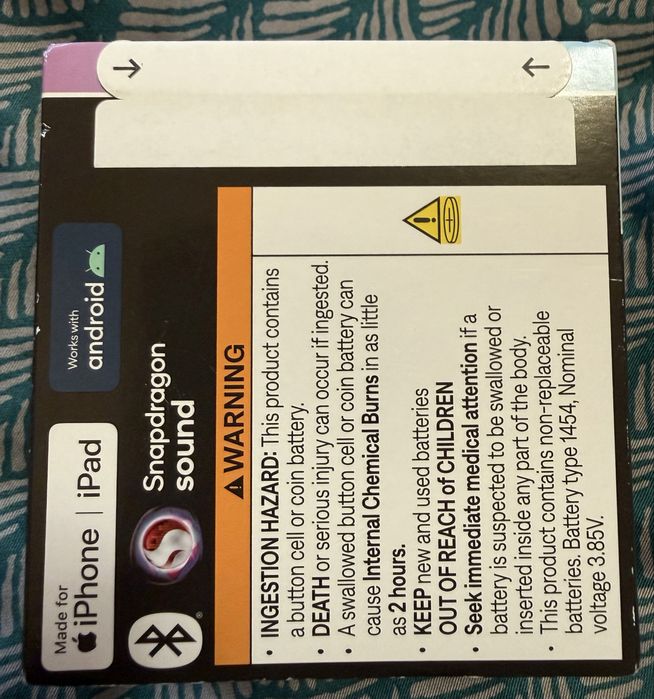 Made for
iPhone | iPad
Works with
android
Snapdragon
sound
WARNING
• INGESTION HAZARD: This product contains
a button cell or coin battery.
• DEATH or serious injury can occur if ingested.
• A swallowed button cell or coin battery can
cause Internal Chemical Burns in as little
as 2 hours.
• KEEP new and used batteries
OUT OF REACH of CHILDREN
• Seek immediate medical attention if a
battery is suspected to be swallowed or
inserted inside any part of the body.
• This product contains non-replaceable
batteries. Battery type 1454, Nominal
voltage 3.85V.